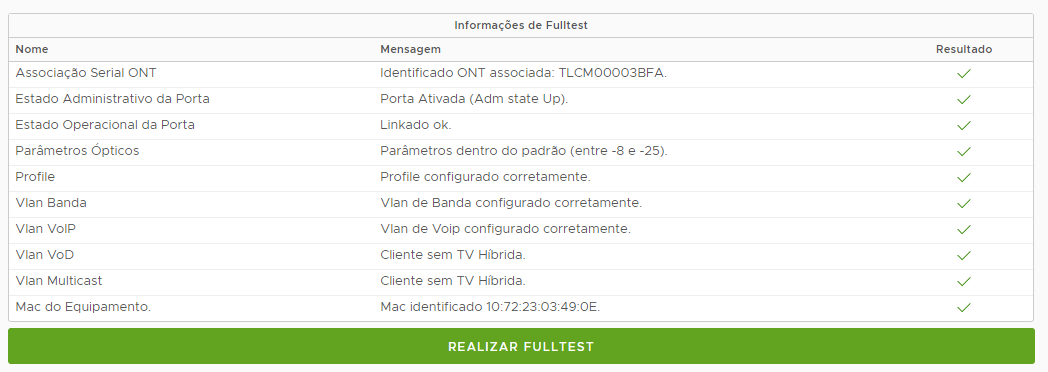 Informações de Fulltest
Nome Mensagem Resultado
Associação Serial ONT Identificado ONT associada: TLCM00003BFA.
Estado Administrativo da Porta Porta Ativada (Adm state Up).
Estado Operacional da Porta Linkado ok.
Parâmetros Ópticos Parâmetros dentro do padrão (entre -8 e -25).
Profile Profile configurado corretamente.
Vlan Banda Vlan de Banda configurado corretamente.
Vlan VoIP Vlan de Voip configurado corretamente.
Vlan VoD Cliente sem TV Híbrida.
Vlan Multicast Cliente sem TV Híbrida.
Mac do Equipamento. Mac identificado 10:72:23:03:49:0E.
REALIZAR FULLTEST